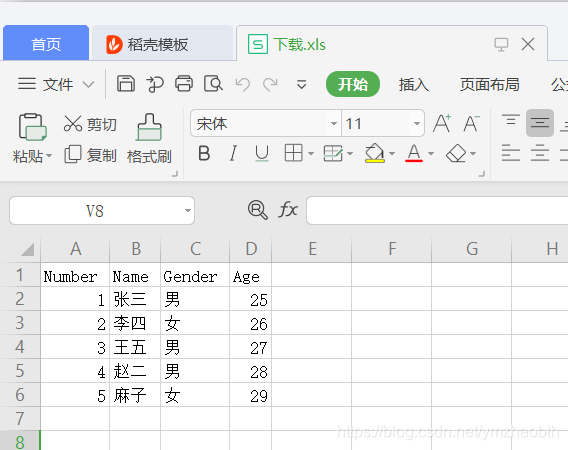 首页 稻壳模板 S 下载.xls
文件 开始 插入 页面布局
粘贴 剪切 复制 格式刷 宋体 11 A+ A-
B I U A
V8 fx
A B C D E F G H
1 Number Name Gender Age
2 1 张三 男 25
3 2 李四 女 26
4 3 王五 男 27
5 4 赵二 男 28
6 5 麻子 女 29
7
8
https://blog.csdn.net/ymzhaobth